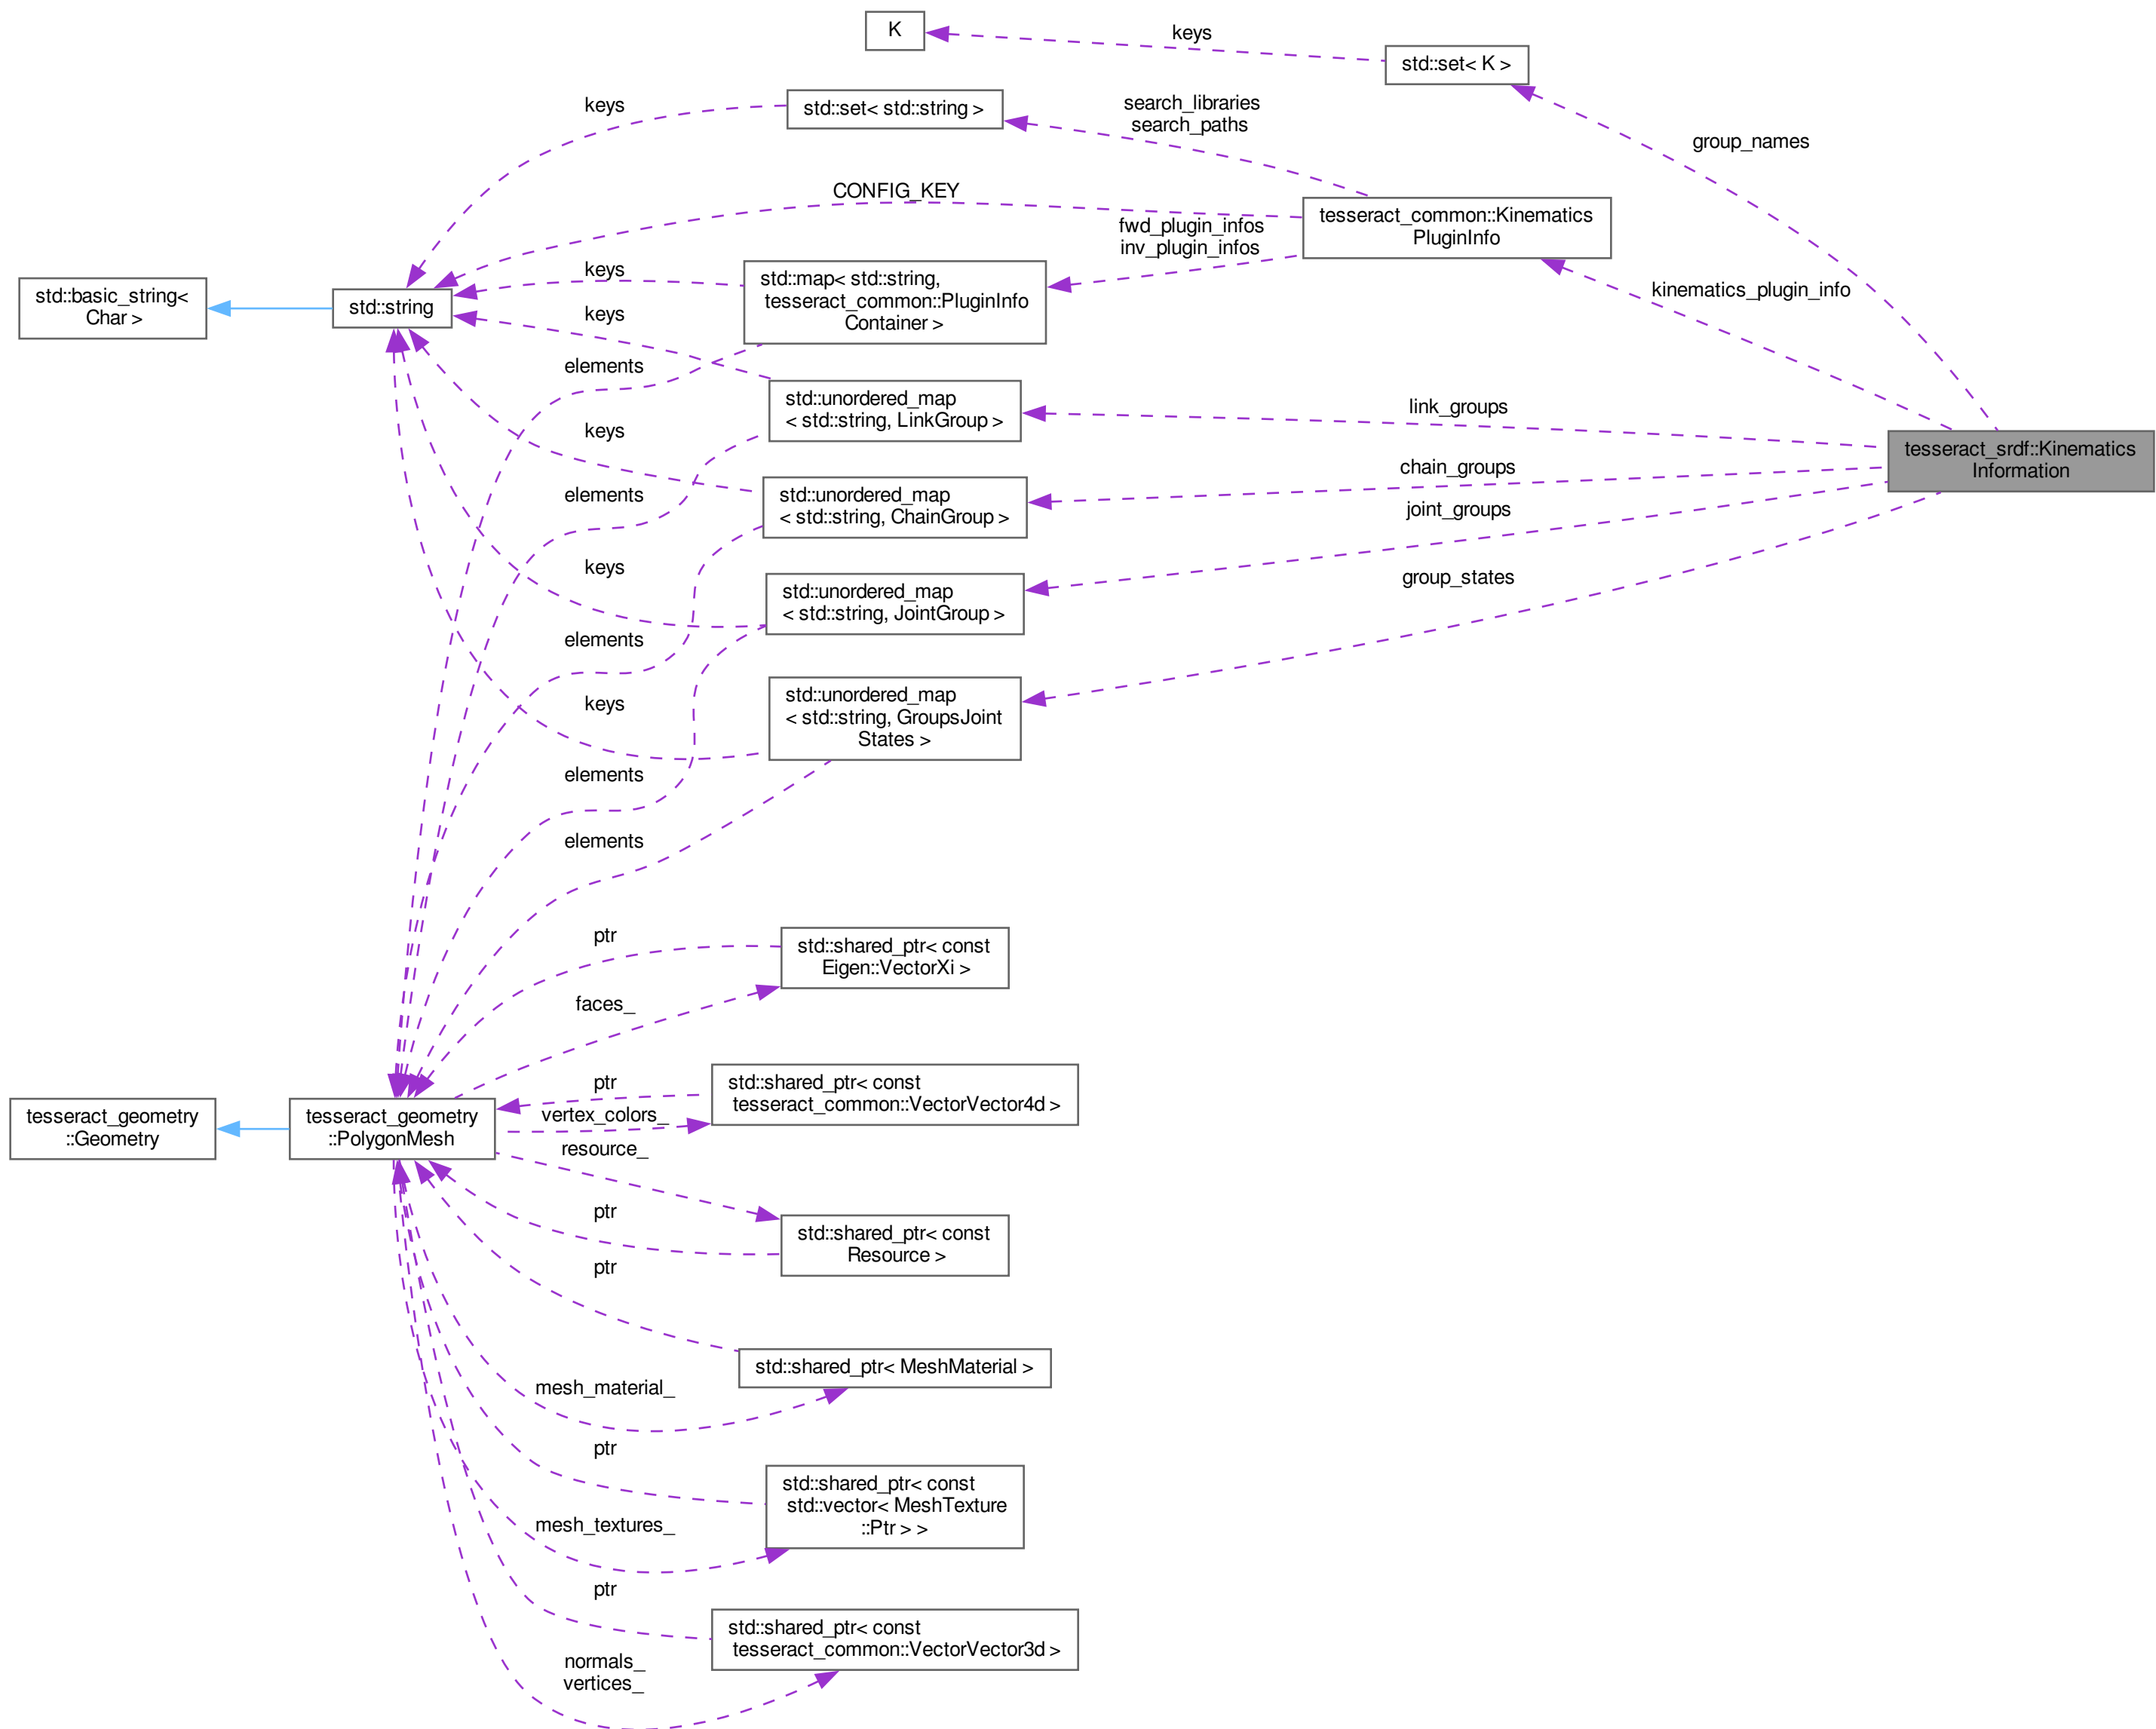 K
keys
std::set< K >
keys
std::set< std::string >
search_libraries
search_paths
group_names
CONFIG_KEY
tesseract_common::Kinematics
PluginInfo
fwd_plugin_infos
inv_plugin_infos
keys
std::map< std::string,
tesseract_common::PluginInfo
Container >
kinematics_plugin_info
std::basic_string<
Char >
std::string
keys
elements
std::unordered_map
< std::string, LinkGroup >
link_groups
keys
tesseract_srdf::Kinematics
Information
chain_groups
elements
std::unordered_map
< std::string, ChainGroup >
joint_groups
keys
std::unordered_map
< std::string, JointGroup >
group_states
elements
keys
std::unordered_map
< std::string, GroupsJoint
States >
elements
elements
ptr
std::shared_ptr< const
Eigen::VectorXi >
faces_
ptr
std::shared_ptr< const
tesseract_common::VectorVector4d >
tesseract_geometry
::Geometry
tesseract_geometry
::PolygonMesh
vertex_colors_
resource_
ptr
std::shared_ptr< const
Resource >
ptr
std::shared_ptr< MeshMaterial >
mesh_material_
ptr
std::shared_ptr< const
std::vector< MeshTexture
::Ptr > >
mesh_textures_
ptr
std::shared_ptr< const
tesseract_common::VectorVector3d >
normals_
vertices_